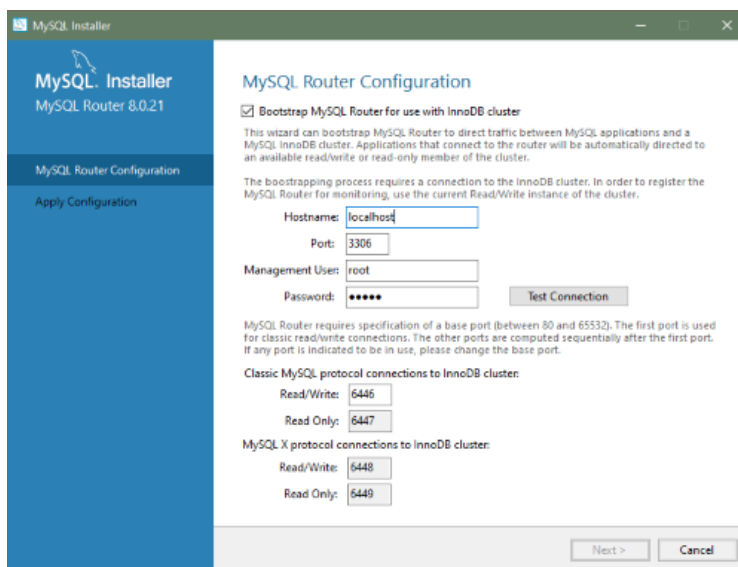 MySQL Installer
MySQL. Installer
MySQL Router 8.0.21
MySQL Router Configuration
Apply Configuration
MySQL Router Configuration
Bootstrap MySQL Router for use with InnoDB cluster
This wizard can bootstrap MySQL Router to direct traffic between MySQL applications and a
MySQL InnoDB cluster. Applications that connect to the router will be automatically directed to
an available read/write or read-only member of the cluster.
The boostrapping process requires a connection to the InnoDB cluster. In order to register the
MySQL Router for monitoring, use the current Read/Write instance of the cluster.
Hostname: localhost
Port: 3306
Management User: root
Password: ●●●●●
Test Connection
MySQL Router requires specification of a base port (between 80 and 65532). The first port is used
for classic read/write connections. The other ports are computed sequentially after the first port.
If any port is indicated to be in use, please change the base port.
Classic MySQL protocol connections to InnoDB cluster:
Read/Write: 6446
Read Only: 6447
MySQL X protocol connections to InnoDB cluster:
Read/Write: 6448
Read Only: 6449
Next >
Cancel